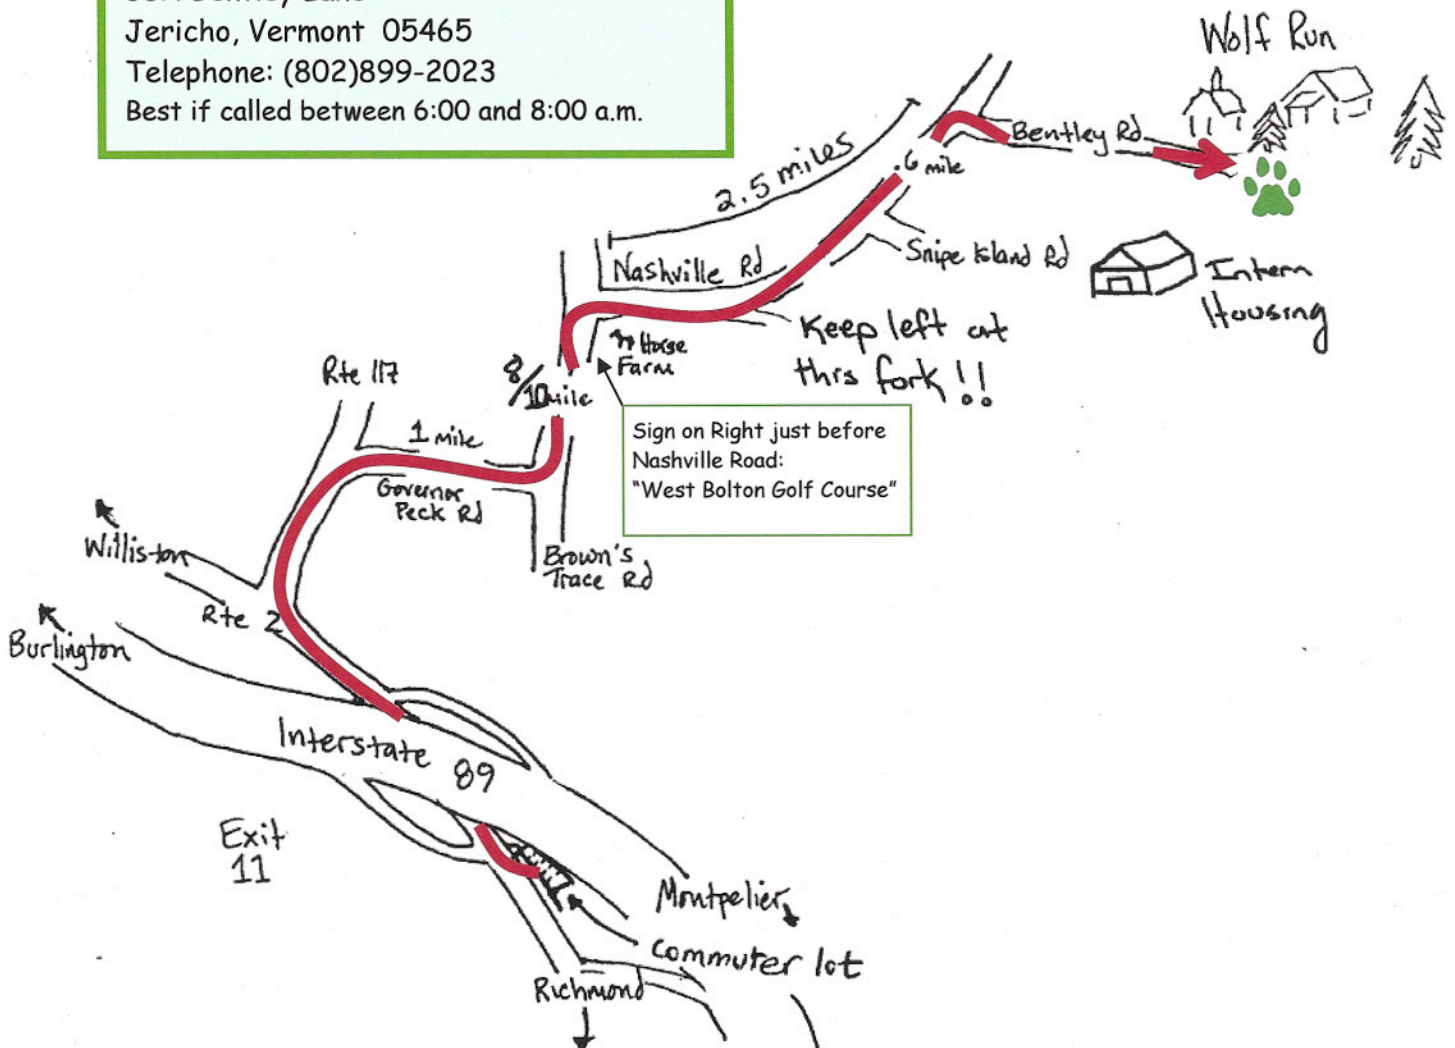 Jericho, Vermont 05465
Telephone: (802)899-2023
Best if called between 6:00 and 8:00 a.m.
Wolf Run
Bentley Rd
2.5 miles
.6 mile
Snipe Island Rd
Intern
Housing
Nashville Rd
Keep left at
this fork!!
Horse
Farm
8/10 mile
Sign on Right just before
Nashville Road:
"West Bolton Golf Course"
Rte 117
1 mile
Governor
Peck Rd
Brown's
Trace Rd
Williston
Rte 2
Burlington
Interstate 89
Exit
11
Montpelier
Commuter lot
Richmond